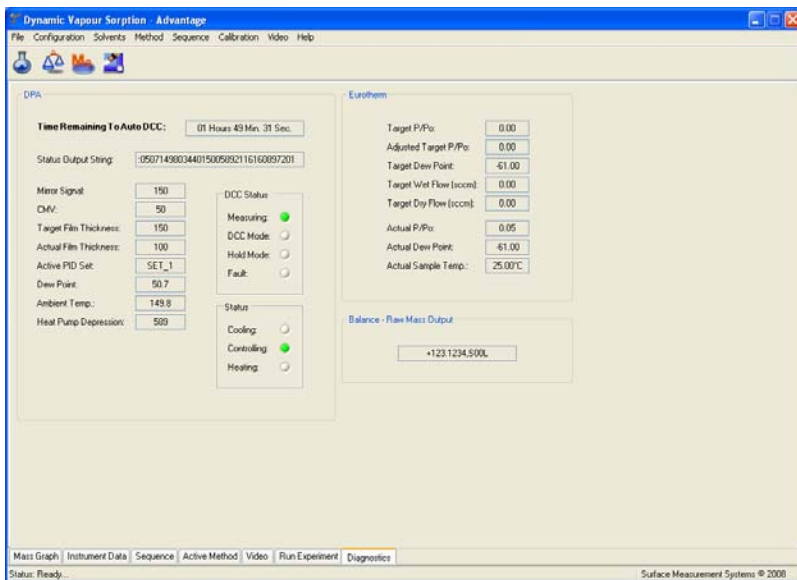 Dynamic Vapour Sorption - Advantage
File Configuration Solvents Method Sequence Calibration Video Help
DPA
Time Remaining To Auto DCC: 01 Hours 49 Min. 31 Sec.
Status Output String: :05071498034401500589211616089720​1
Mirror Signal: 150
CMV: 50
Target Film Thickness: 150
Actual Film Thickness: 100
Active PID Set: SET_1
Dew Point: 50.7
Ambient Temp.: 149.8
Heat Pump Depression: 589
DCC Status
Measuring:
DCC Mode:
Hold Mode:
Fault:
Status
Cooling:
Controlling:
Heating:
Eurotherm
Target P/Po: 0.00
Adjusted Target P/Po: 0.00
Target Dew Point: -61.00
Target Wet Flow (sccm): 0.00
Target Dry Flow (sccm): 0.00
Actual P/Po: 0.05
Actual Dew Point: -61.00
Actual Sample Temp.: 25.00°C
Balance - Raw Mass Output
+123.1234,S00L
Mass Graph Instrument Data Sequence Active Method Video Run Experiment Diagnostics
Status: Ready...
Surface Measurement Systems © 2008